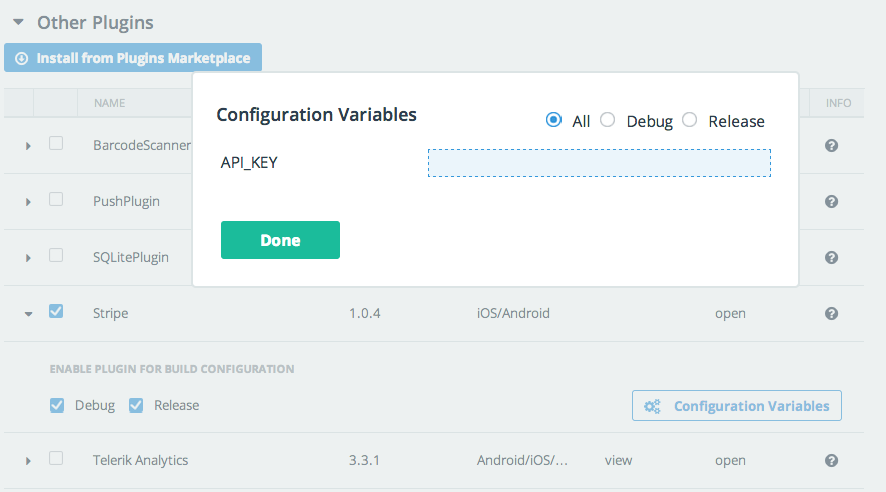 Other Plugins
Install from Plugins Marketplace
NAME INFO
Configuration Variables All Debug Release
API_KEY
Done
BarcodeScanner
PushPlugin
SQLitePlugin
Stripe 1.0.4 iOS/Android open
ENABLE PLUGIN FOR BUILD CONFIGURATION
Debug Release Configuration Variables
Telerik Analytics 3.3.1 Android/iOS/... view open